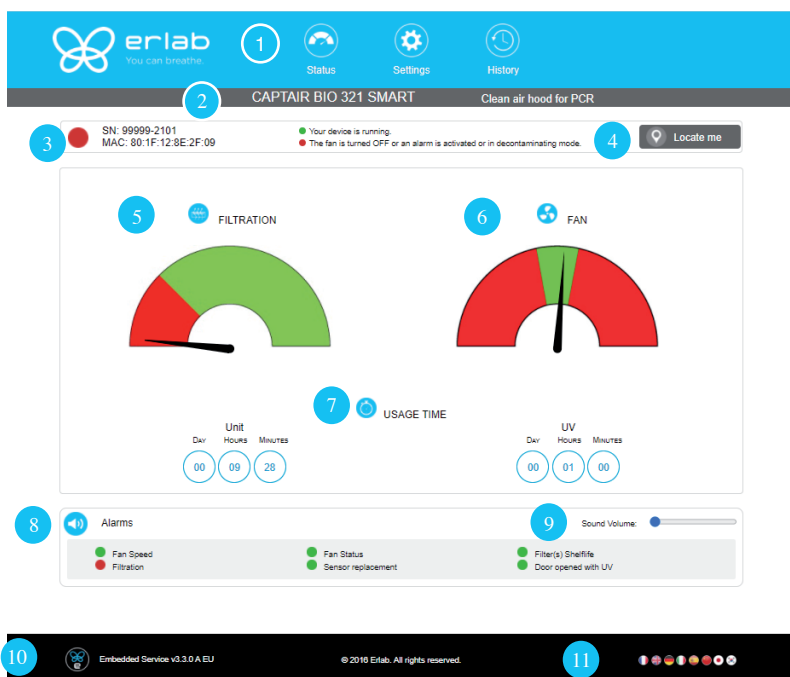 erlab
You can breathe.
1
Status
Settings
History
2
CAPTAIR BIO 321 SMART
Clean air hood for PCR
3
SN: 99999-2101
MAC: 80:1F:12:8E:2F:09
Your device is running.
The fan is turned OFF or an alarm is activated or in decontaminating mode.
4
Locate me
5
FILTRATION
6
FAN
7
USAGE TIME
Unit
DAY HOURS MINUTES
00 09 28
UV
DAY HOURS MINUTES
00 01 00
8
Alarms
9
Sound Volume:
Fan Speed
Fan Status
Filter(s) Shelflife
Filtration
Sensor replacement
Door opened with UV
10
Embedded Service v3.3.0 A EU
© 2016 Erlab. All rights reserved.
11